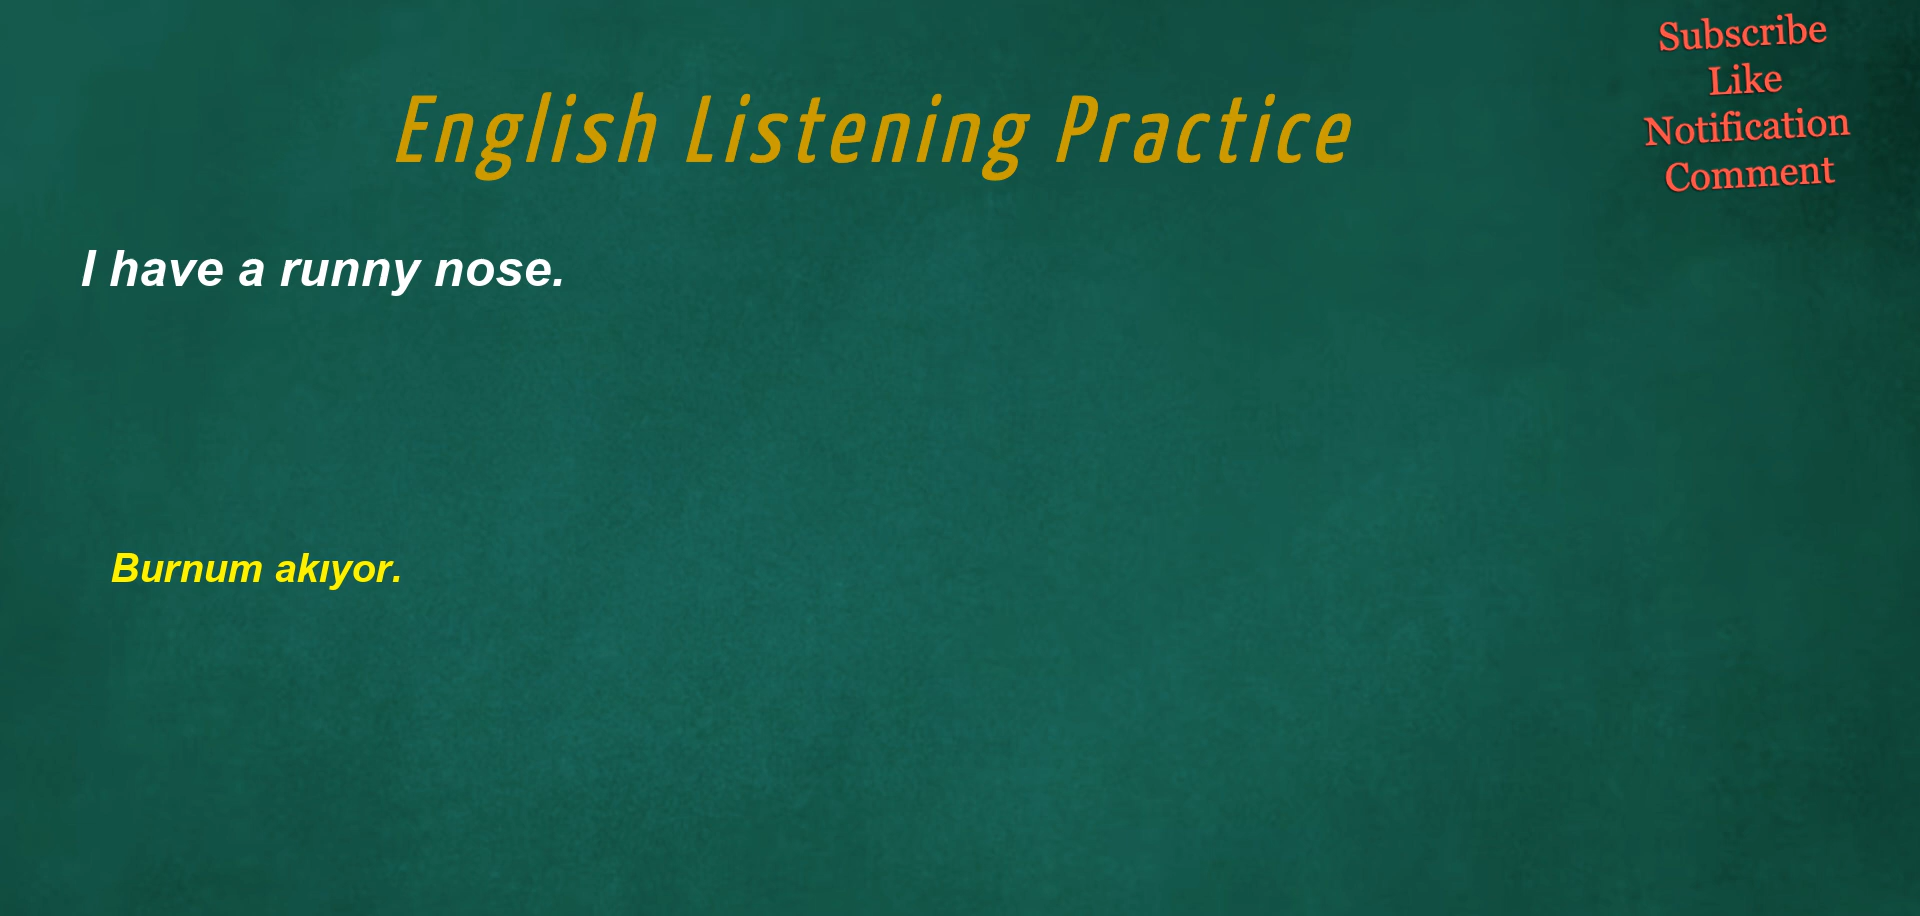 English Listening Practice
Subscribe
Like
Notification
Comment
I have a runny nose.
Burnum akıyor.